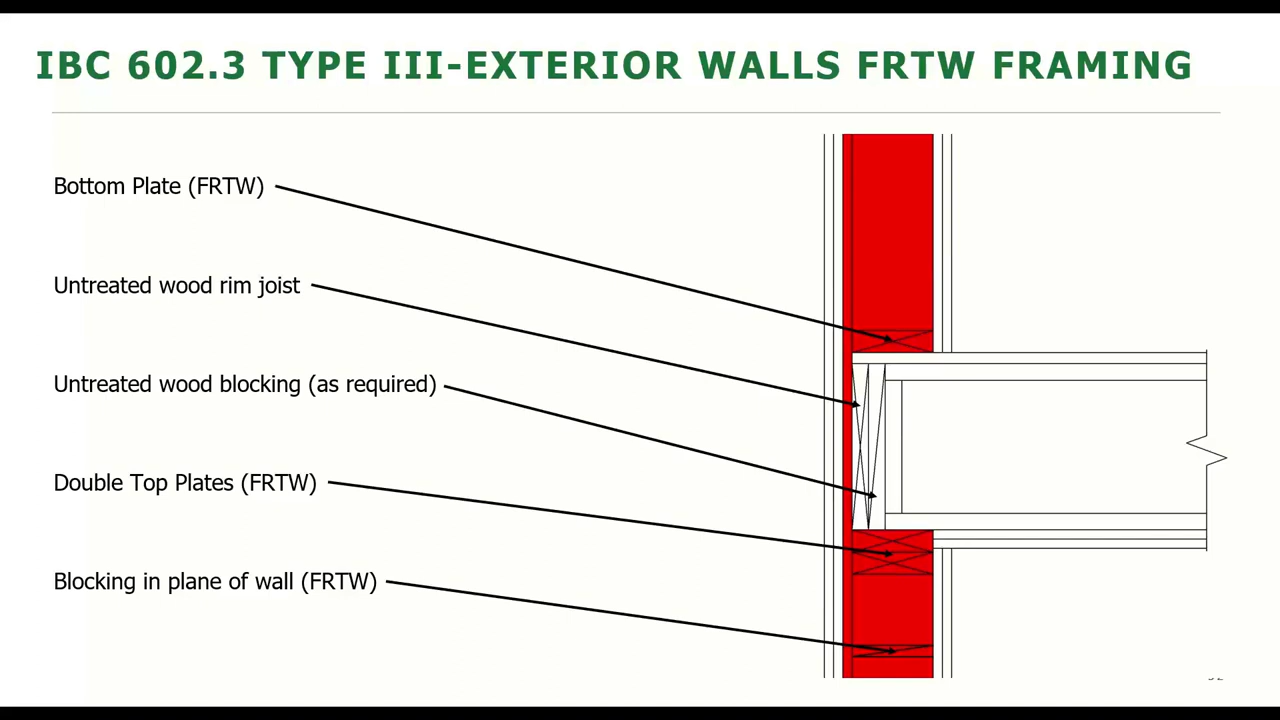 IBC 602.3 TYPE III-EXTERIOR WALLS FRTW FRAMING
Bottom Plate (FRTW)
Untreated wood rim joist
Untreated wood blocking (as required)
Double Top Plates (FRTW)
Blocking in plane of wall (FRTW)